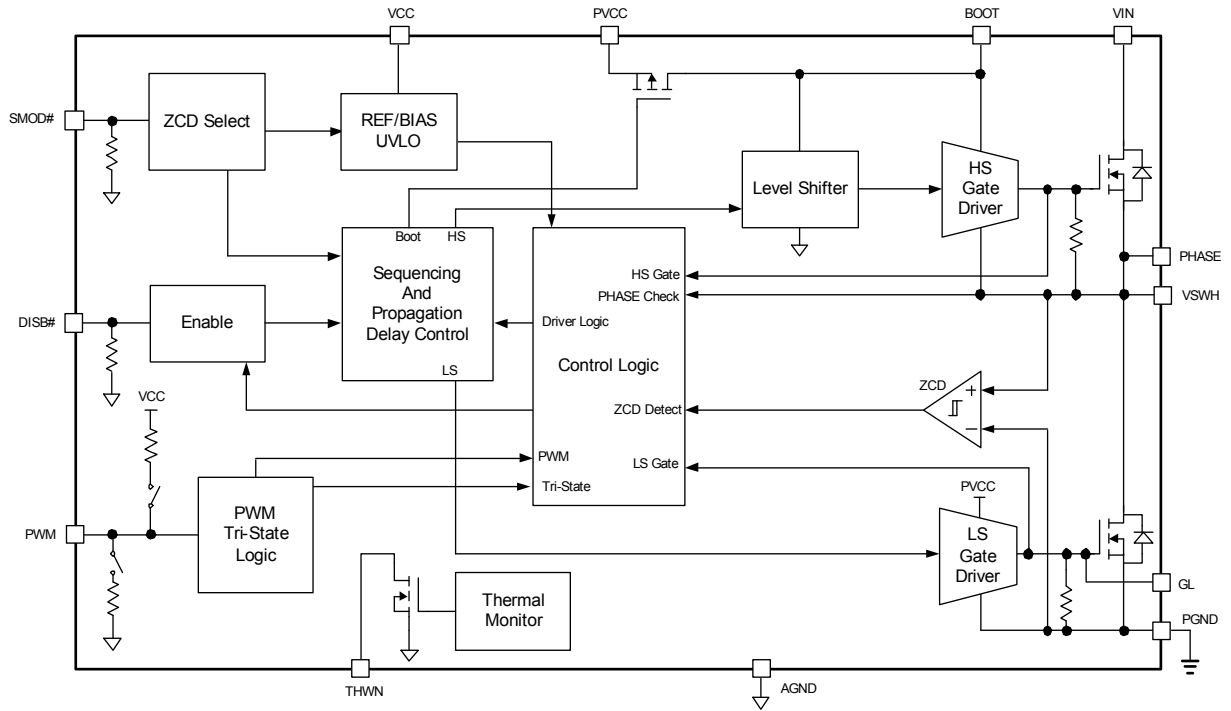 VCC
PVCC
BOOT
VIN
SMOD#
ZCD Select
REF/BIAS
UVLO
Level Shifter
HS
Gate
Driver
Boot
HS
Sequencing
And
Propagation
Delay Control
LS
HS Gate
PHASE Check
Driver Logic
Control Logic
ZCD Detect
PWM
LS Gate
Tri-State
PHASE
VSWH
DISB#
Enable
VCC
ZCD
+
−
PWM
PWM
Tri-State
Logic
PVCC
LS
Gate
Driver
GL
PGND
Thermal
Monitor
THWN
AGND